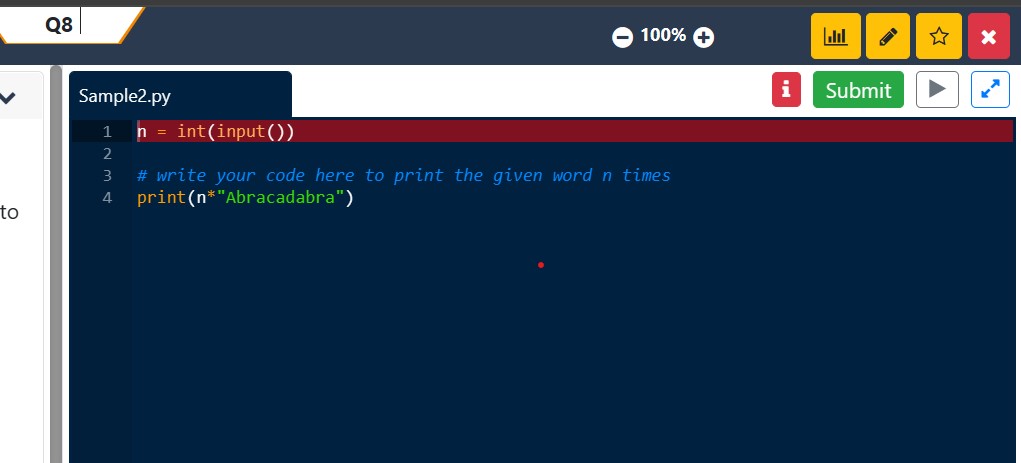 Q8
100%
Sample2.py
Submit
1 n = int(input())
2
3 # write your code here to print the given word n times
4 print(n*"Abracadabra")
to